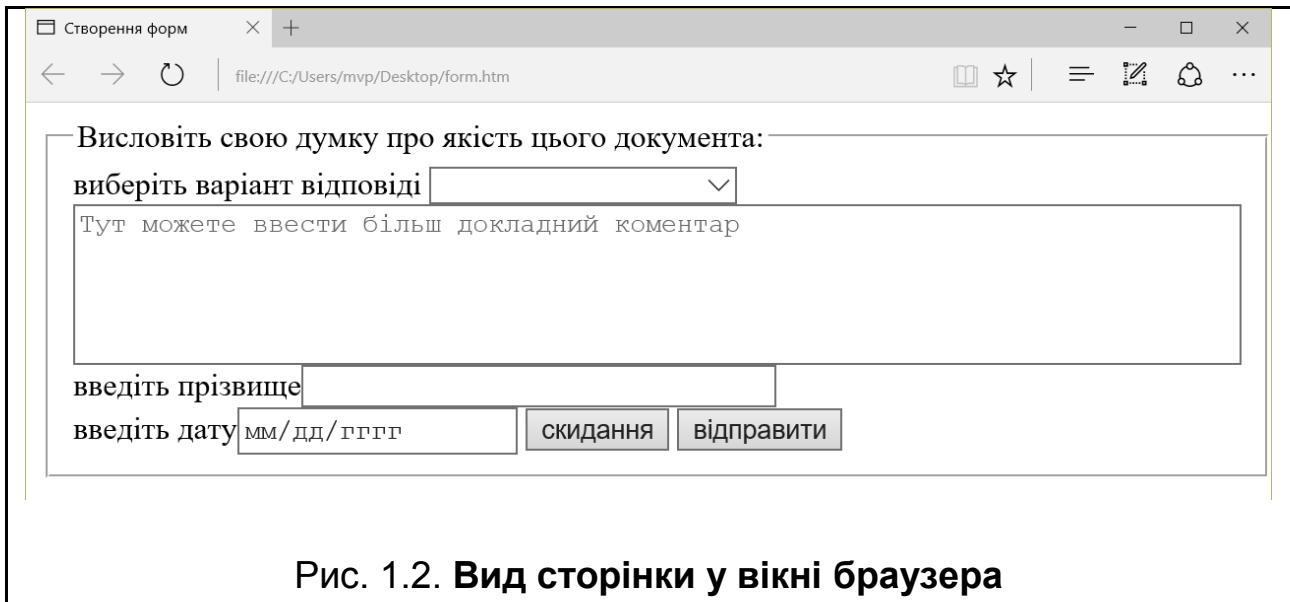 Створення форм
file:///C:/Users/mvp/Desktop/form.htm
Висловіть свою думку про якість цього документа:
виберіть варіант відповіді
Тут можете ввести більш докладний коментар
введіть прізвище
введіть дату мм/дд/гггг скидання відправити
Рис. 1.2. Вид сторінки у вікні браузера